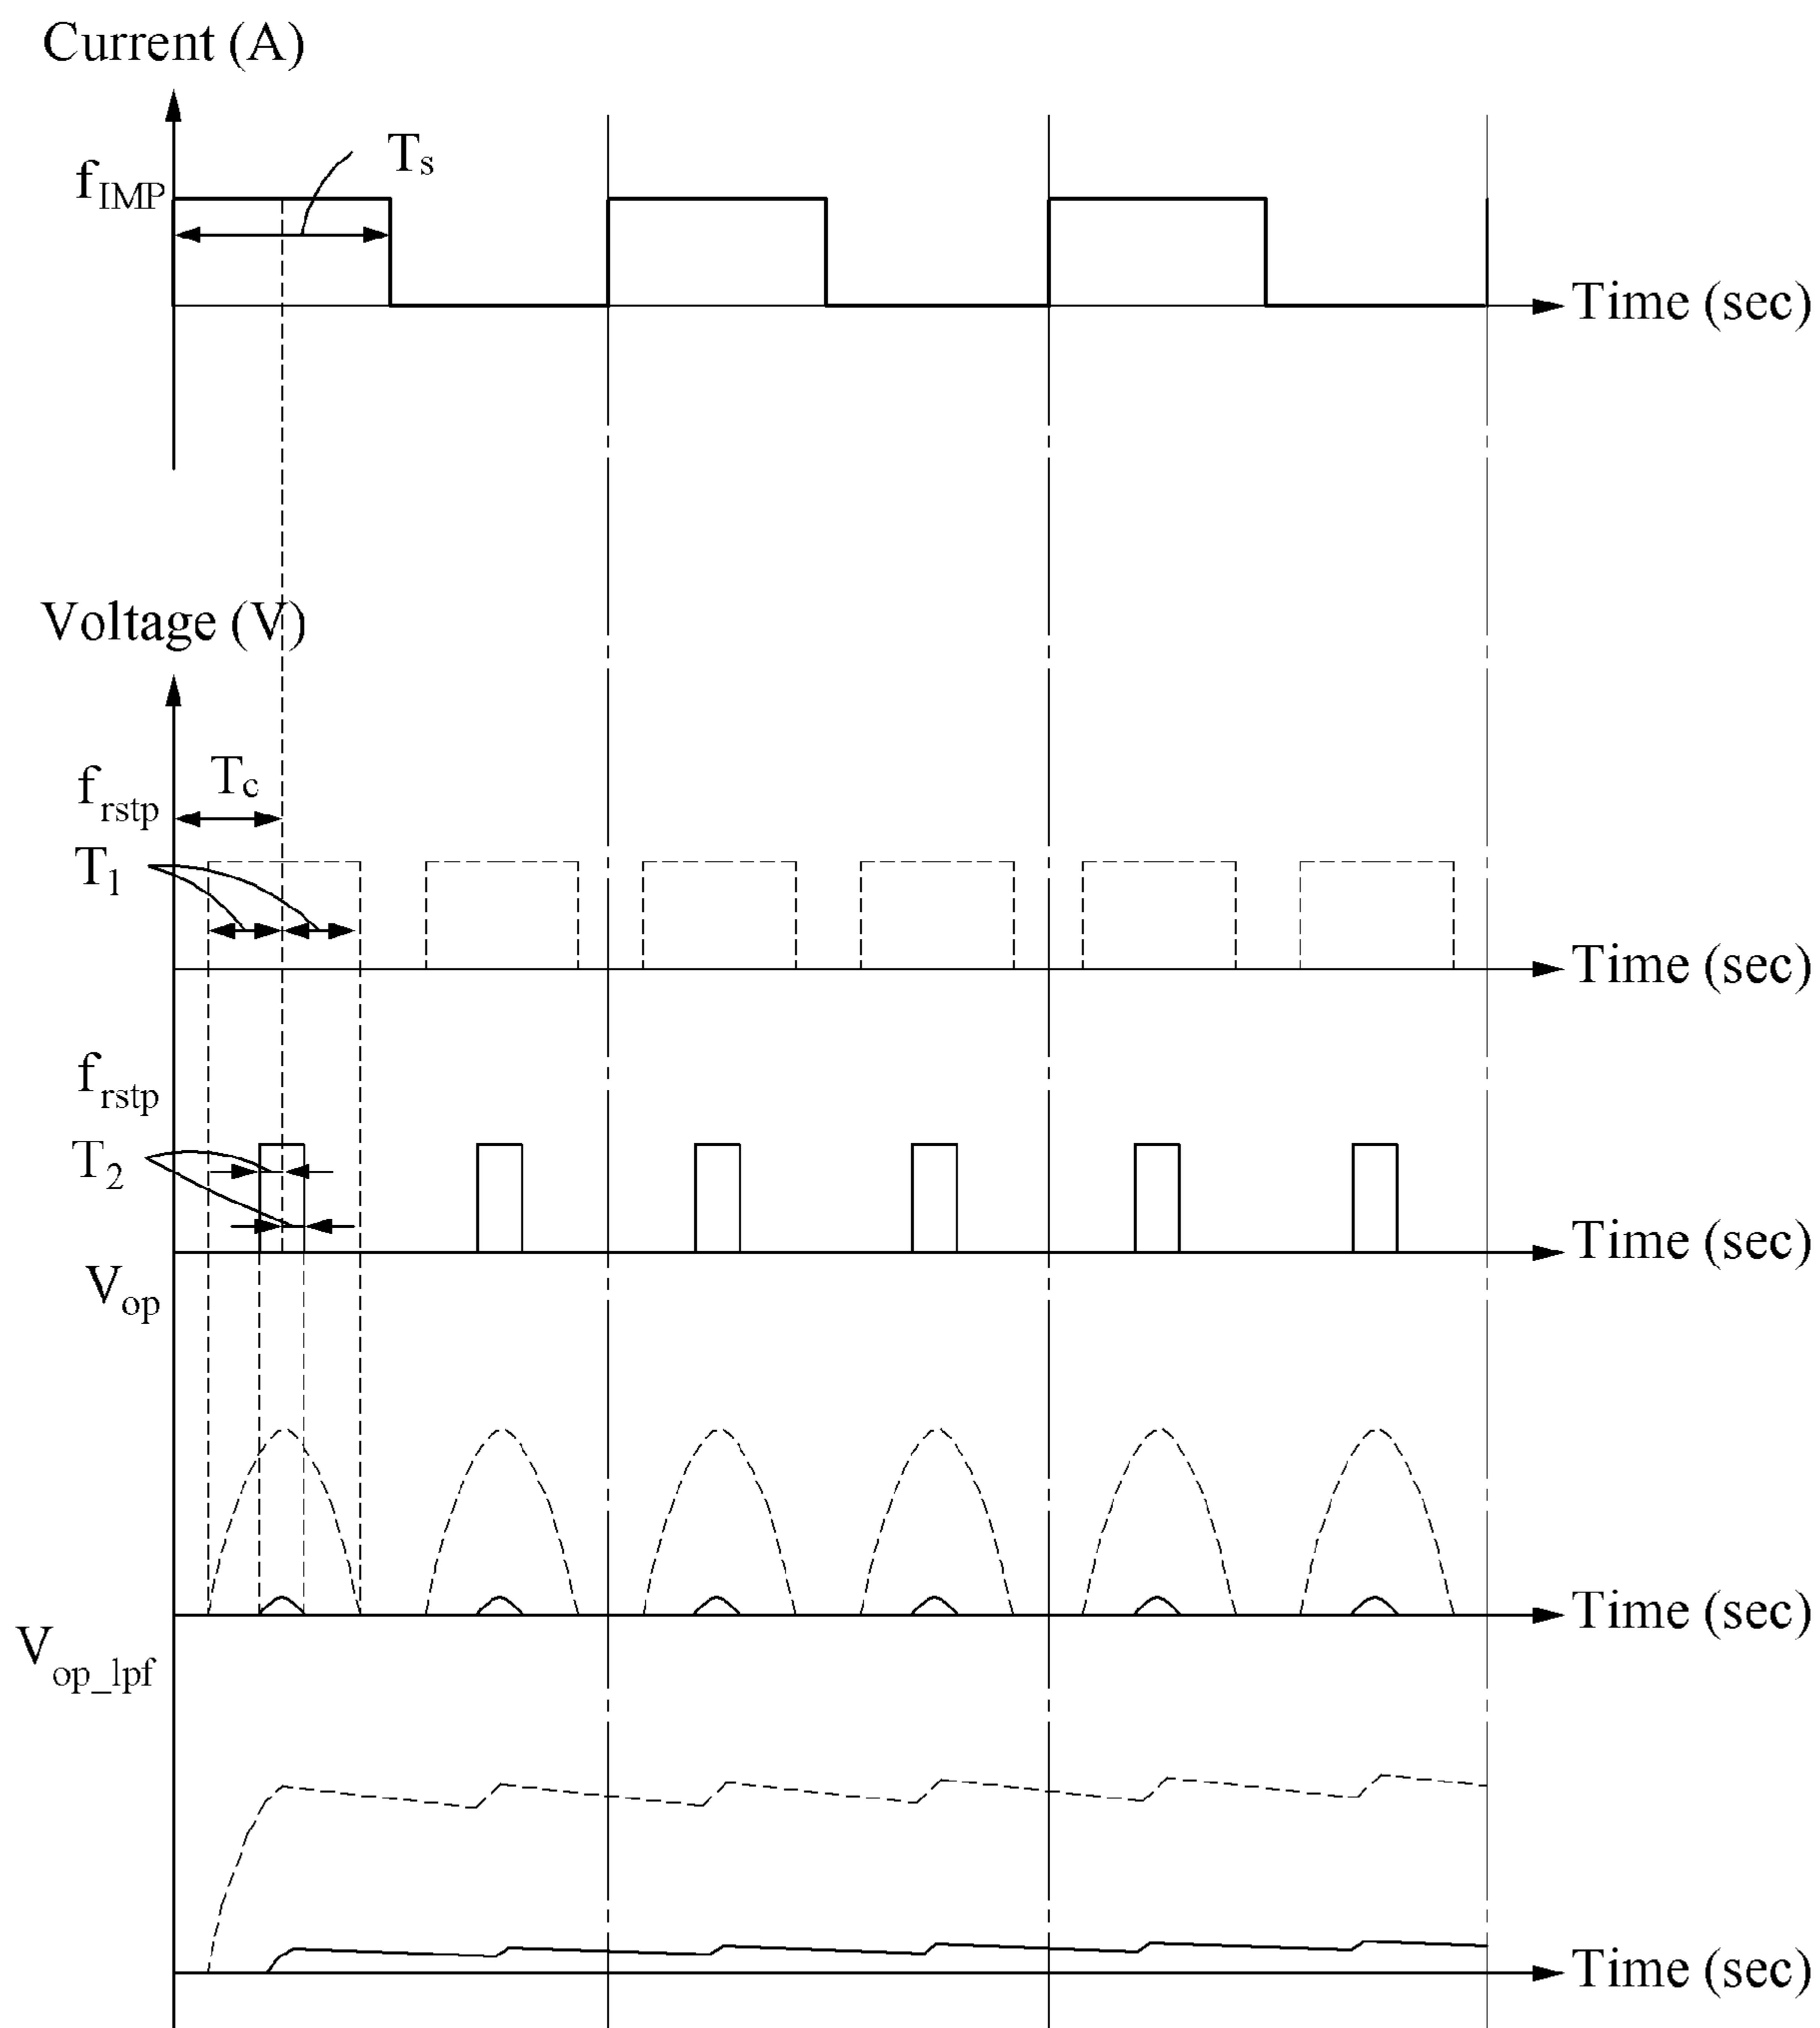 Current (A)
Ts
fIMP
Time (sec)
Voltage (V)
Tc
frstp
T1
Time (sec)
frstp
T2
Time (sec)
Vop
Time (sec)
Vop_lpf
Time (sec)